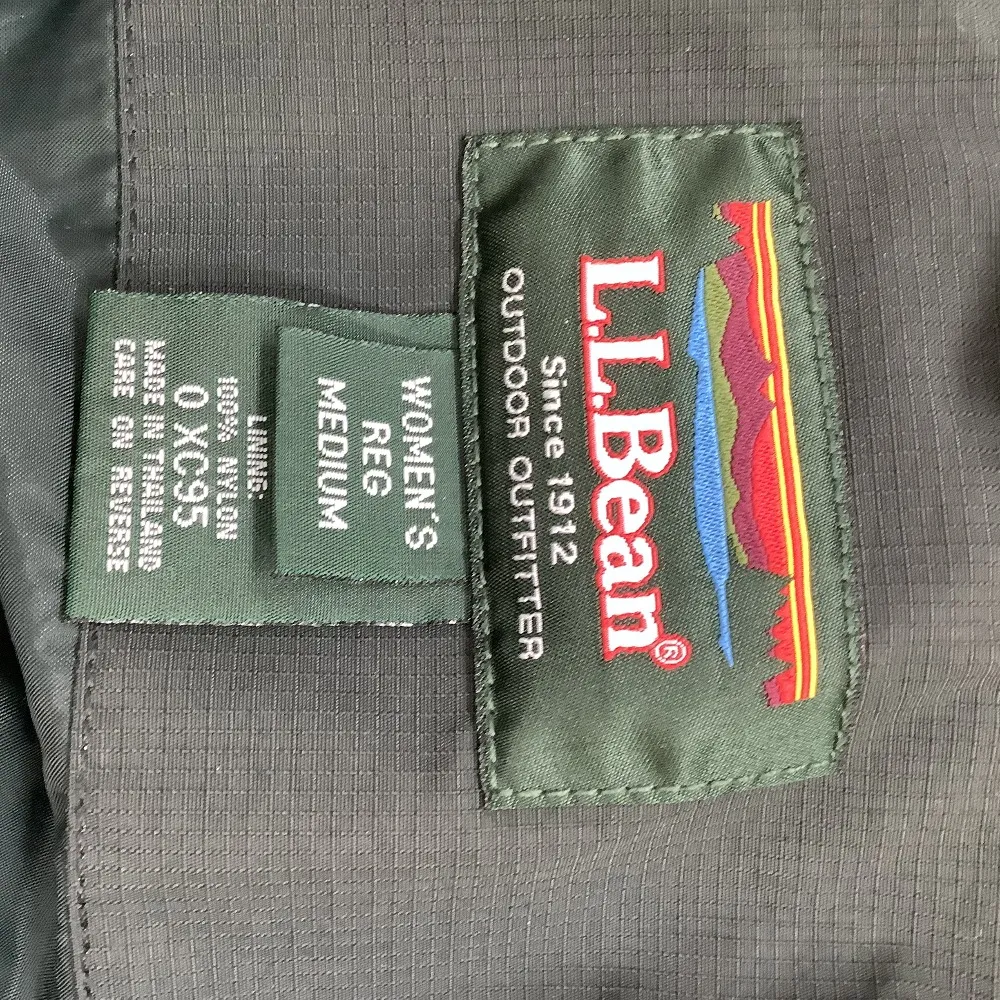 L.L.Bean®
Since 1912
OUTDOOR OUTFITTER
WOMEN'S
REG
MEDIUM
LINING:
100% NYLON
0 XC95
MADE IN THAILAND
CARE ON REVERSE